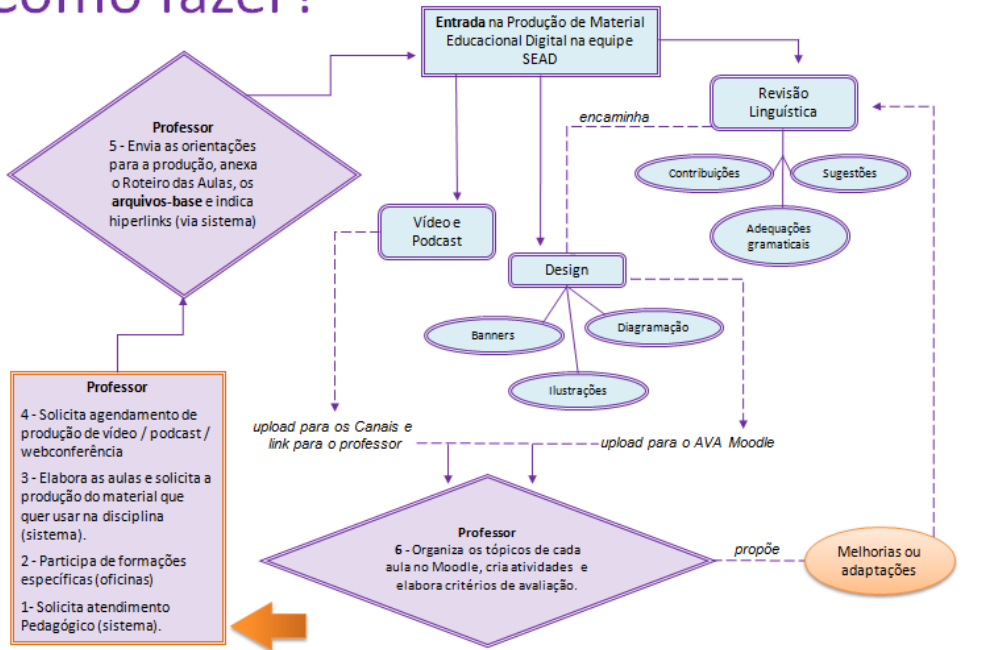 como fazer?
Entrada na Produção de Material
Educacional Digital na equipe
SEAD
Revisão
Linguística
encaminha
Contribuições
Sugestões
Adequações
gramaticais
Professor
5 - Envia as orientações
para a produção, anexa
o Roteiro das Aulas, os
arquivos-base e indica
hiperlinks (via sistema)
Vídeo e
Podcast
Design
Banners
Diagramação
Ilustrações
Professor
4 - Solicita agendamento de
produção de vídeo / podcast /
webconferência
3 - Elabora as aulas e solicita a
produção do material que
quer usar na disciplina
(sistema).
2 - Participa de formações
específicas (oficinas)
1- Solicita atendimento
Pedagógico (sistema).
upload para os Canais e
link para o professor
upload para o AVA Moodle
Professor
6 - Organiza os tópicos de cada
aula no Moodle, cria atividades e
elabora critérios de avaliação.
propõe
Melhorias ou
adaptações